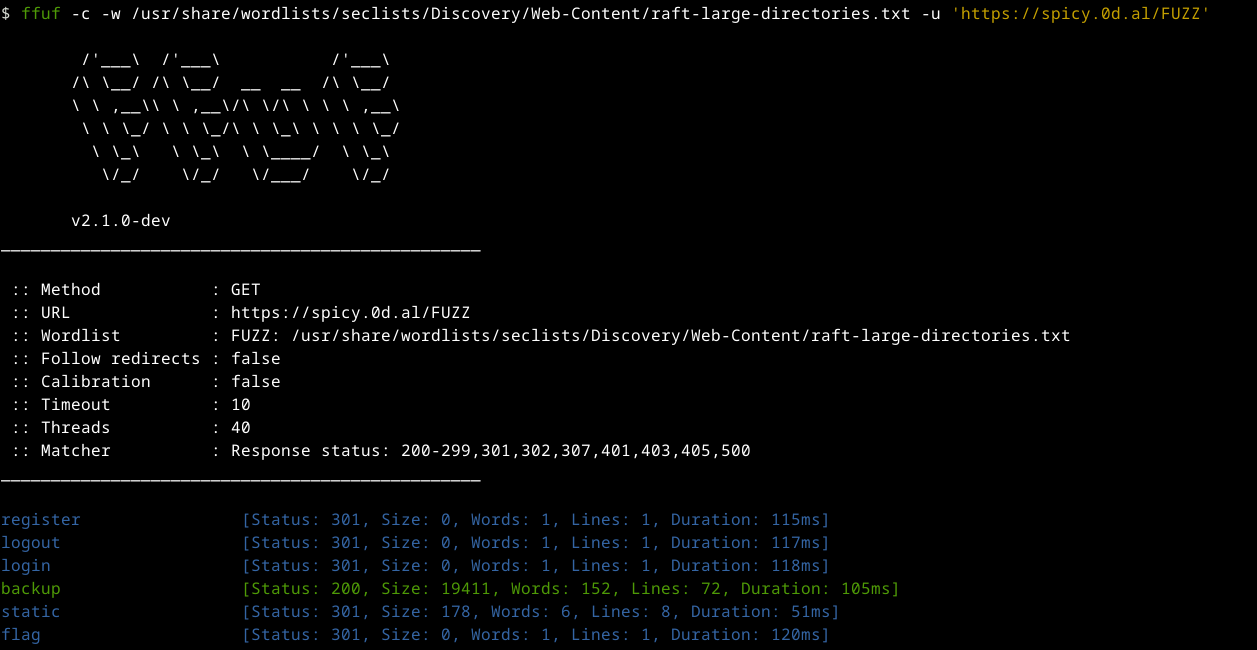 $ ffuf -c -w /usr/share/wordlists/seclists/Discovery/Web-Content/raft-large-directories.txt -u 'https://spicy.0d.al/FUZZ'
        /'___\  /'___\           /'___\
       /\ \__/ /\ \__/  __  __  /\ \__/
       \ \ ,__\\ \ ,__\/\ \/\ \ \ \ ,__\
        \ \ \_/ \ \ \_/\ \ \_\ \ \ \ \_/
         \ \_\   \ \_\  \ \____/  \ \_\
          \/_/    \/_/   \/___/    \/_/
       v2.1.0-dev
________________________________________________
 :: Method           : GET
 :: URL              : https://spicy.0d.al/FUZZ
 :: Wordlist         : FUZZ: /usr/share/wordlists/seclists/Discovery/Web-Content/raft-large-directories.txt
 :: Follow redirects : false
 :: Calibration      : false
 :: Timeout          : 10
 :: Threads          : 40
 :: Matcher          : Response status: 200-299,301,302,307,401,403,405,500
________________________________________________
register                [Status: 301, Size: 0, Words: 1, Lines: 1, Duration: 115ms]
logout                  [Status: 301, Size: 0, Words: 1, Lines: 1, Duration: 117ms]
login                   [Status: 301, Size: 0, Words: 1, Lines: 1, Duration: 118ms]
backup                  [Status: 200, Size: 19411, Words: 152, Lines: 72, Duration: 105ms]
static                  [Status: 301, Size: 178, Words: 6, Lines: 8, Duration: 51ms]
flag                    [Status: 301, Size: 0, Words: 1, Lines: 1, Duration: 120ms]